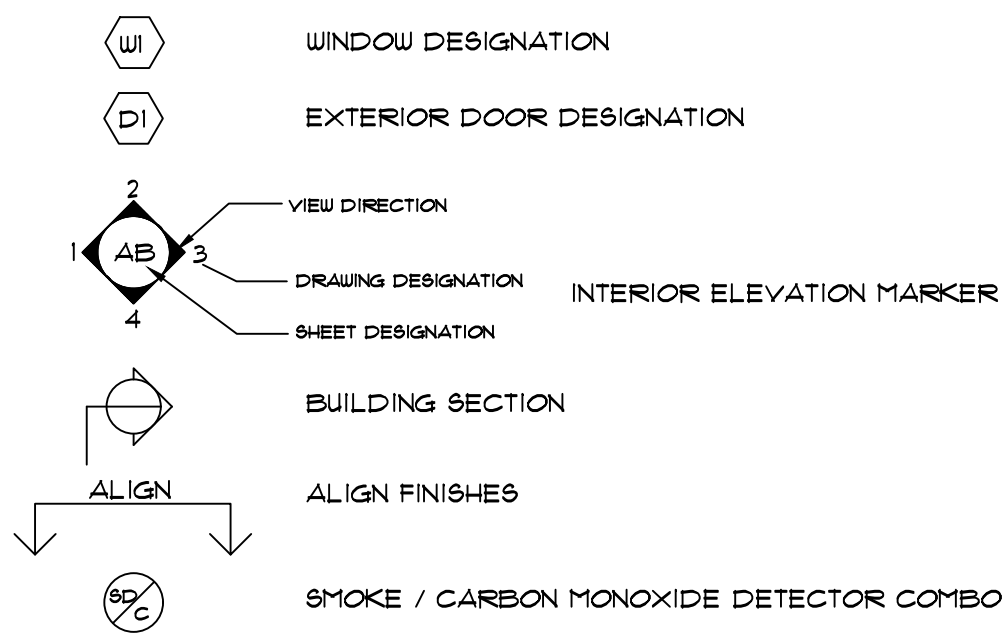 W1 WINDOW DESIGNATION
D1 EXTERIOR DOOR DESIGNATION
2
VIEW DIRECTION
1 AB 3
DRAWING DESIGNATION
INTERIOR ELEVATION MARKER
4
SHEET DESIGNATION
BUILDING SECTION
ALIGN ALIGN FINISHES
SD/C SMOKE / CARBON MONOXIDE DETECTOR COMBO